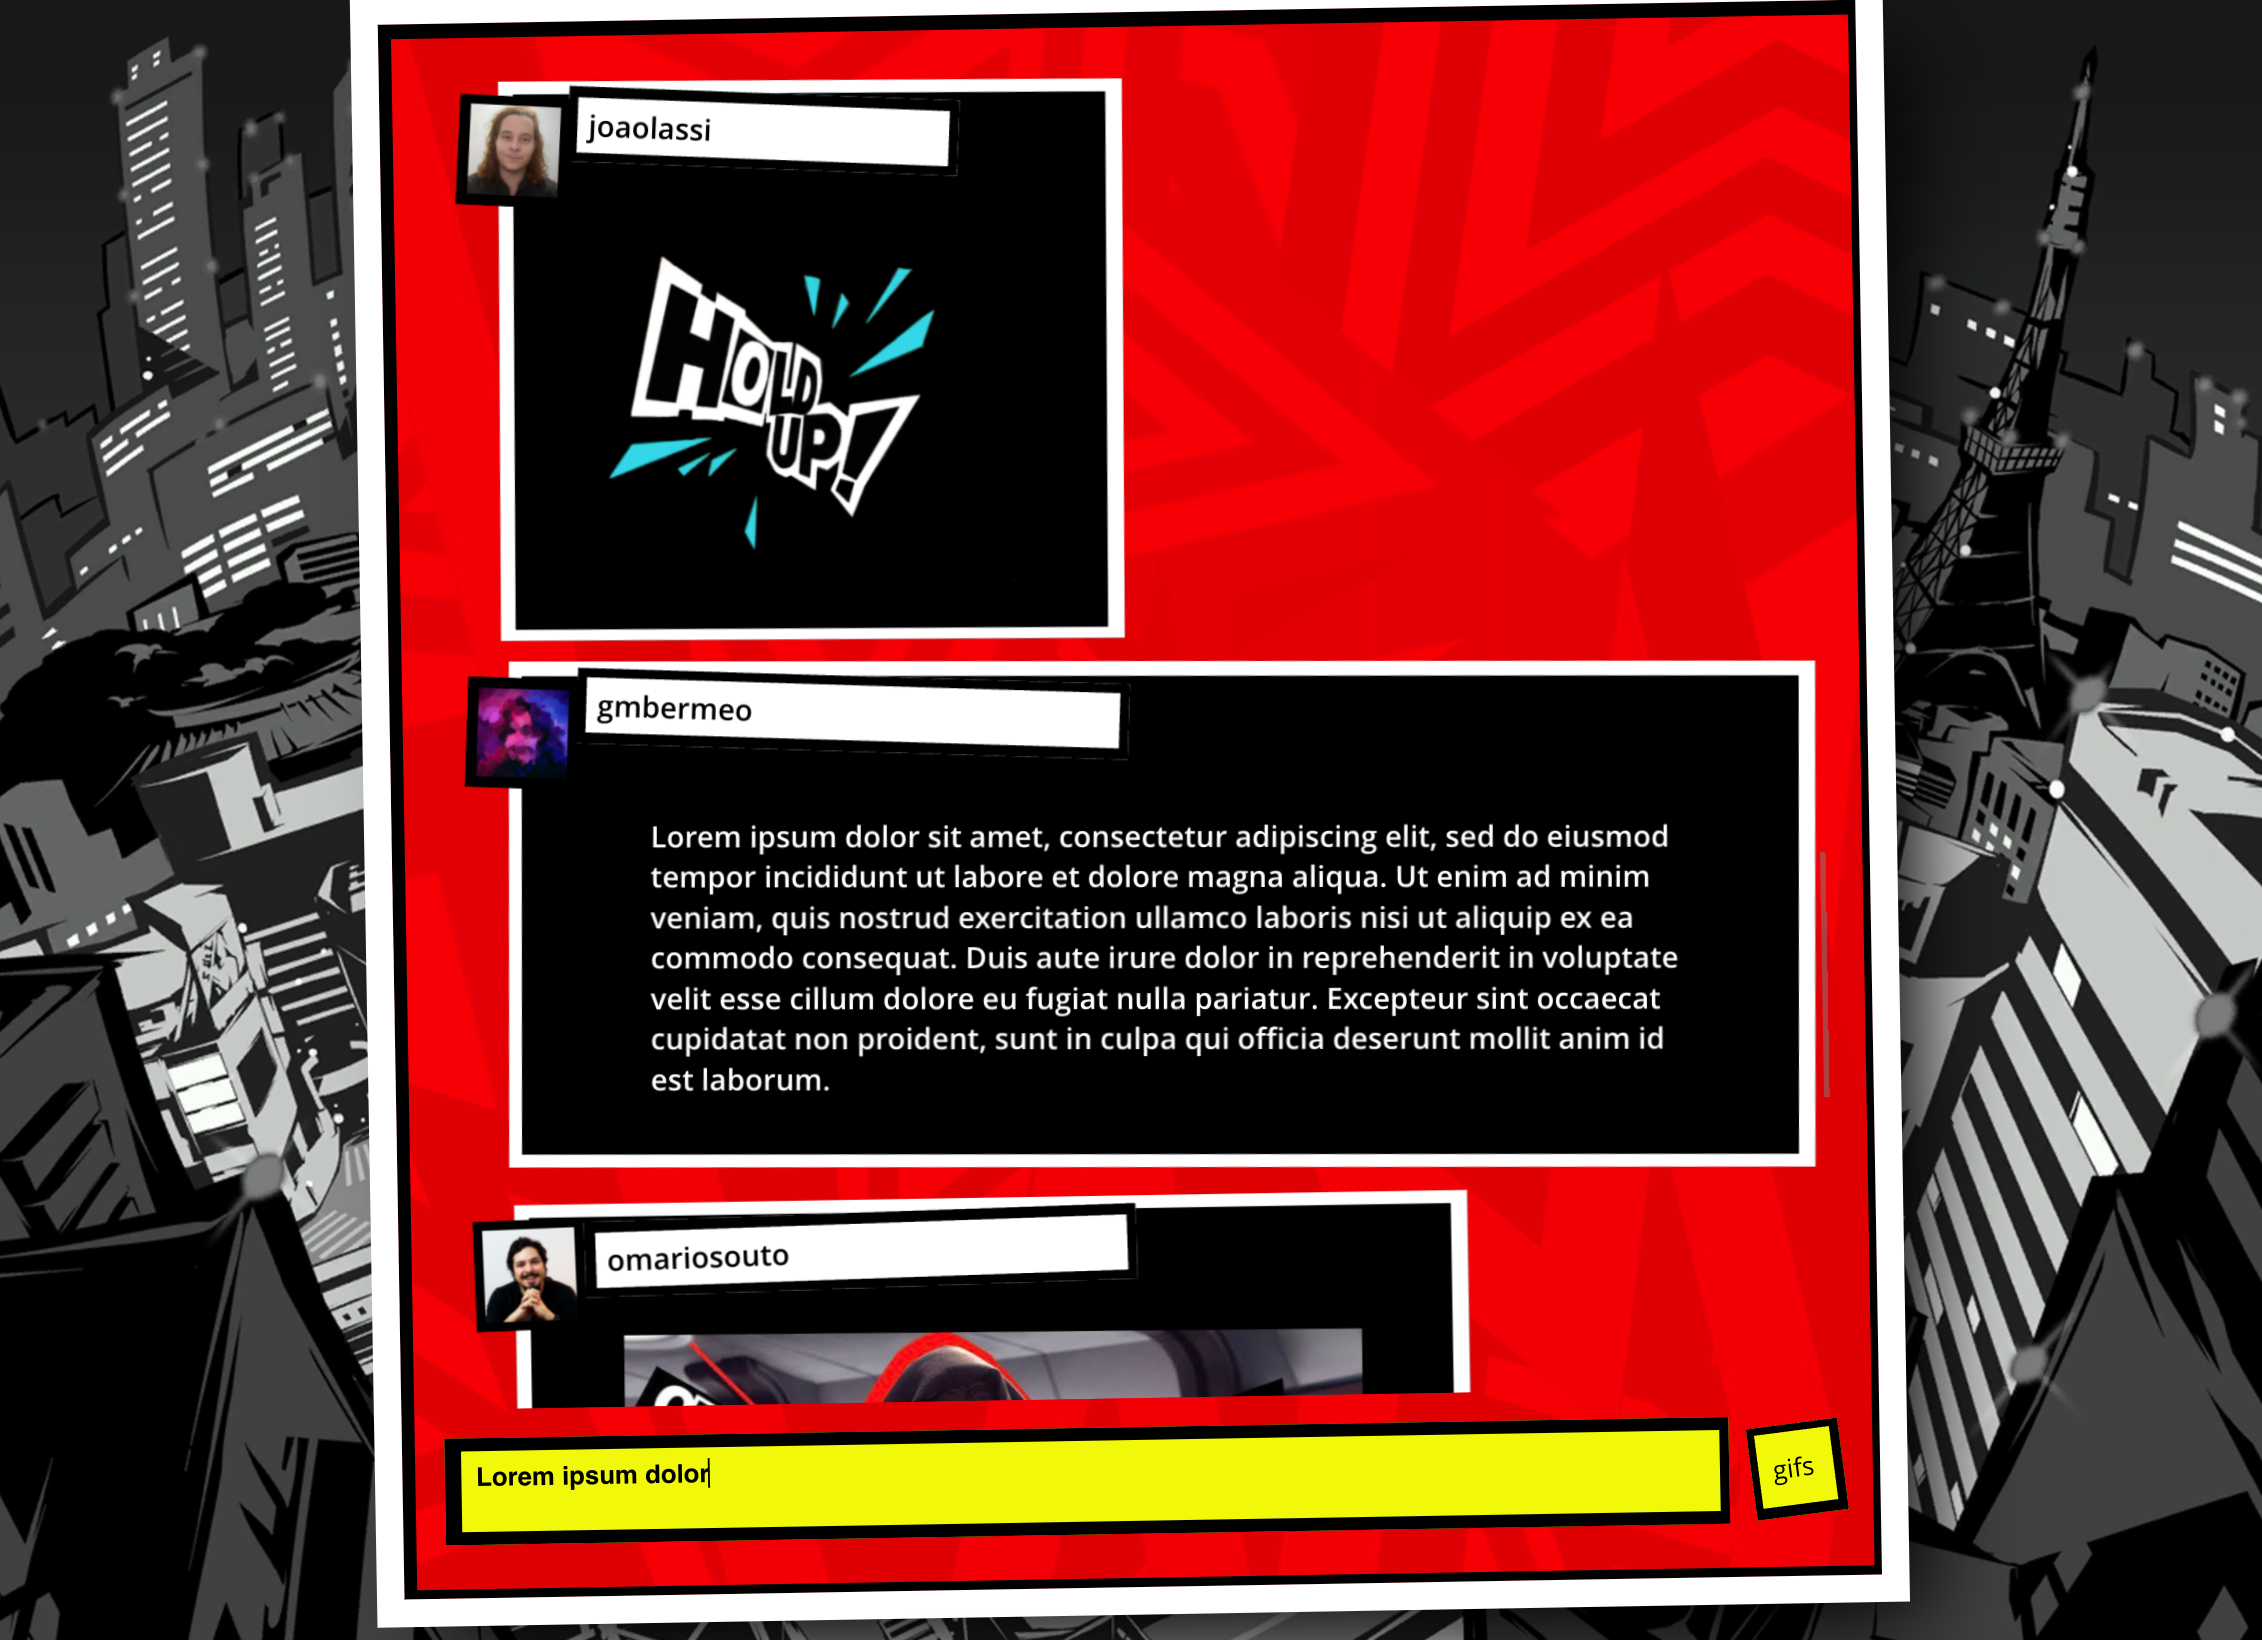 joaolassi
HOLD
UP!
gmbermeo
Lorem ipsum dolor sit amet, consectetur adipiscing elit, sed do eiusmod
tempor incididunt ut labore et dolore magna aliqua. Ut enim ad minim
veniam, quis nostrud exercitation ullamco laboris nisi ut aliquip ex ea
commodo consequat. Duis aute irure dolor in reprehenderit in voluptate
velit esse cillum dolore eu fugiat nulla pariatur. Excepteur sint occaecat
cupidatat non proident, sunt in culpa qui officia deserunt mollit anim id
est laborum.
omariosouto
Lorem ipsum dolor
gifs